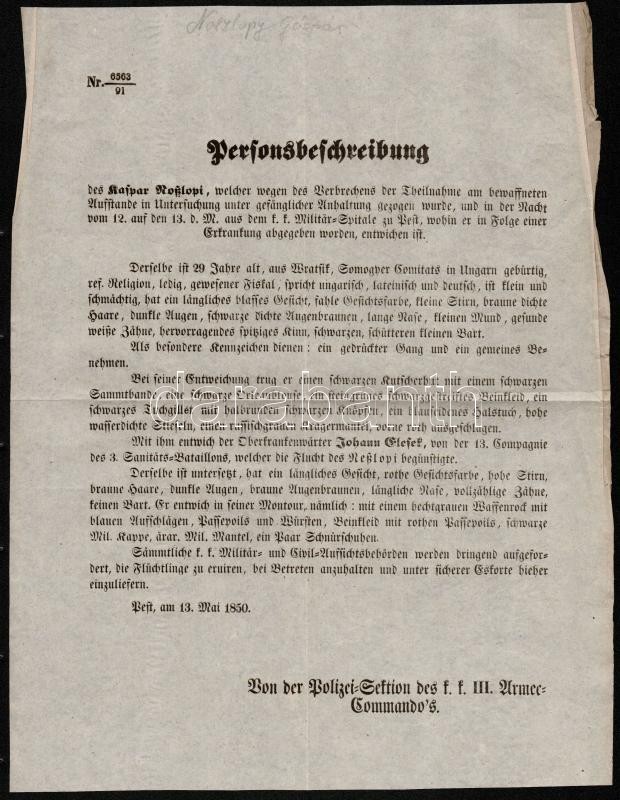 Noszlopy Gáspár
Nr. 6563/91
Personsbeschreibung
des Kaspar Noßlopi, welcher wegen des Verbrechens der Theilnahme am bewaffneten
Aufstande in Untersuchung unter gefänglicher Anhaltung gezogen wurde, und in der Nacht
vom 12. auf den 13. d. M. aus dem k. k. Militär-Spitale zu Pest, wohin er in Folge einer
Erkrankung abgegeben worden, entwichen ist.
Derselbe ist 29 Jahre alt, aus Wratsik, Somogyer Comitats in Ungarn gebürtig,
ref. Religion, ledig, gewesener Fiskal, spricht ungarisch, lateinisch und deutsch, ist klein und
schmächtig, hat ein längliches blasses Gesicht, fahle Gesichtsfarbe, kleine Stirn, braune dichte
Haare, dunkle Augen, schwarze dichte Augenbraunen, lange Nase, kleinen Mund, gesunde
weiße Zähne, hervorragendes spitziges Kinn, schwarzen, schütteren kleinen Bart.
Als besondere Kennzeichen dienen: ein gedrückter Gang und ein gemeines Be-
nehmen.
Bei seiner Entweichung trug er einen schwarzen Kutscherhut mit einem schwarzen
Sammtbande, eine schwarze ein steingrünes schwarzgestreiftes Beinkleid, ein
schwarzes Tuchgillet mit halbrunden schwarzen Knöpfen, ein Halstuch, hohe
wasserdichte Stiefeln, einen russischgrauen vorne roth ausgeschlagen.
Mit ihm entwich der Oberkrankenwärter Johann Elesek, von der 13. Compagnie
des 3. Sanitäts-Bataillons, welcher die Flucht des Neßlopi begünstigte.
Derselbe ist untersetzt, hat ein längliches Gesicht, rothe Gesichtsfarbe, hohe Stirn,
braune Haare, dunkle Augen, braune Augenbraunen, längliche Nase, vollzählige Zähne,
keinen Bart. Er entwich in seiner Montour, nämlich: mit einem hechtgrauen Waffenrock mit
blauen Aufschlägen, Passepoils und Würsten, Beinkleid mit rothen Passepoils, schwarze
Mil. Kappe, ärar. Mil. Mantel, ein Paar Schnürschuhen.
Sämmtliche k. k. Militär- und Civil-Aufsichtsbehörden werden dringend aufgefor-
dert, die Flüchtlinge zu eruiren, bei Betreten anzuhalten und unter sicherer Eskorte hieher
einzuliefern.
Pest, am 13. Mai 1850.
Von der Polizei-Sektion des k. k. III. Armee-
Commando's.
darabanth